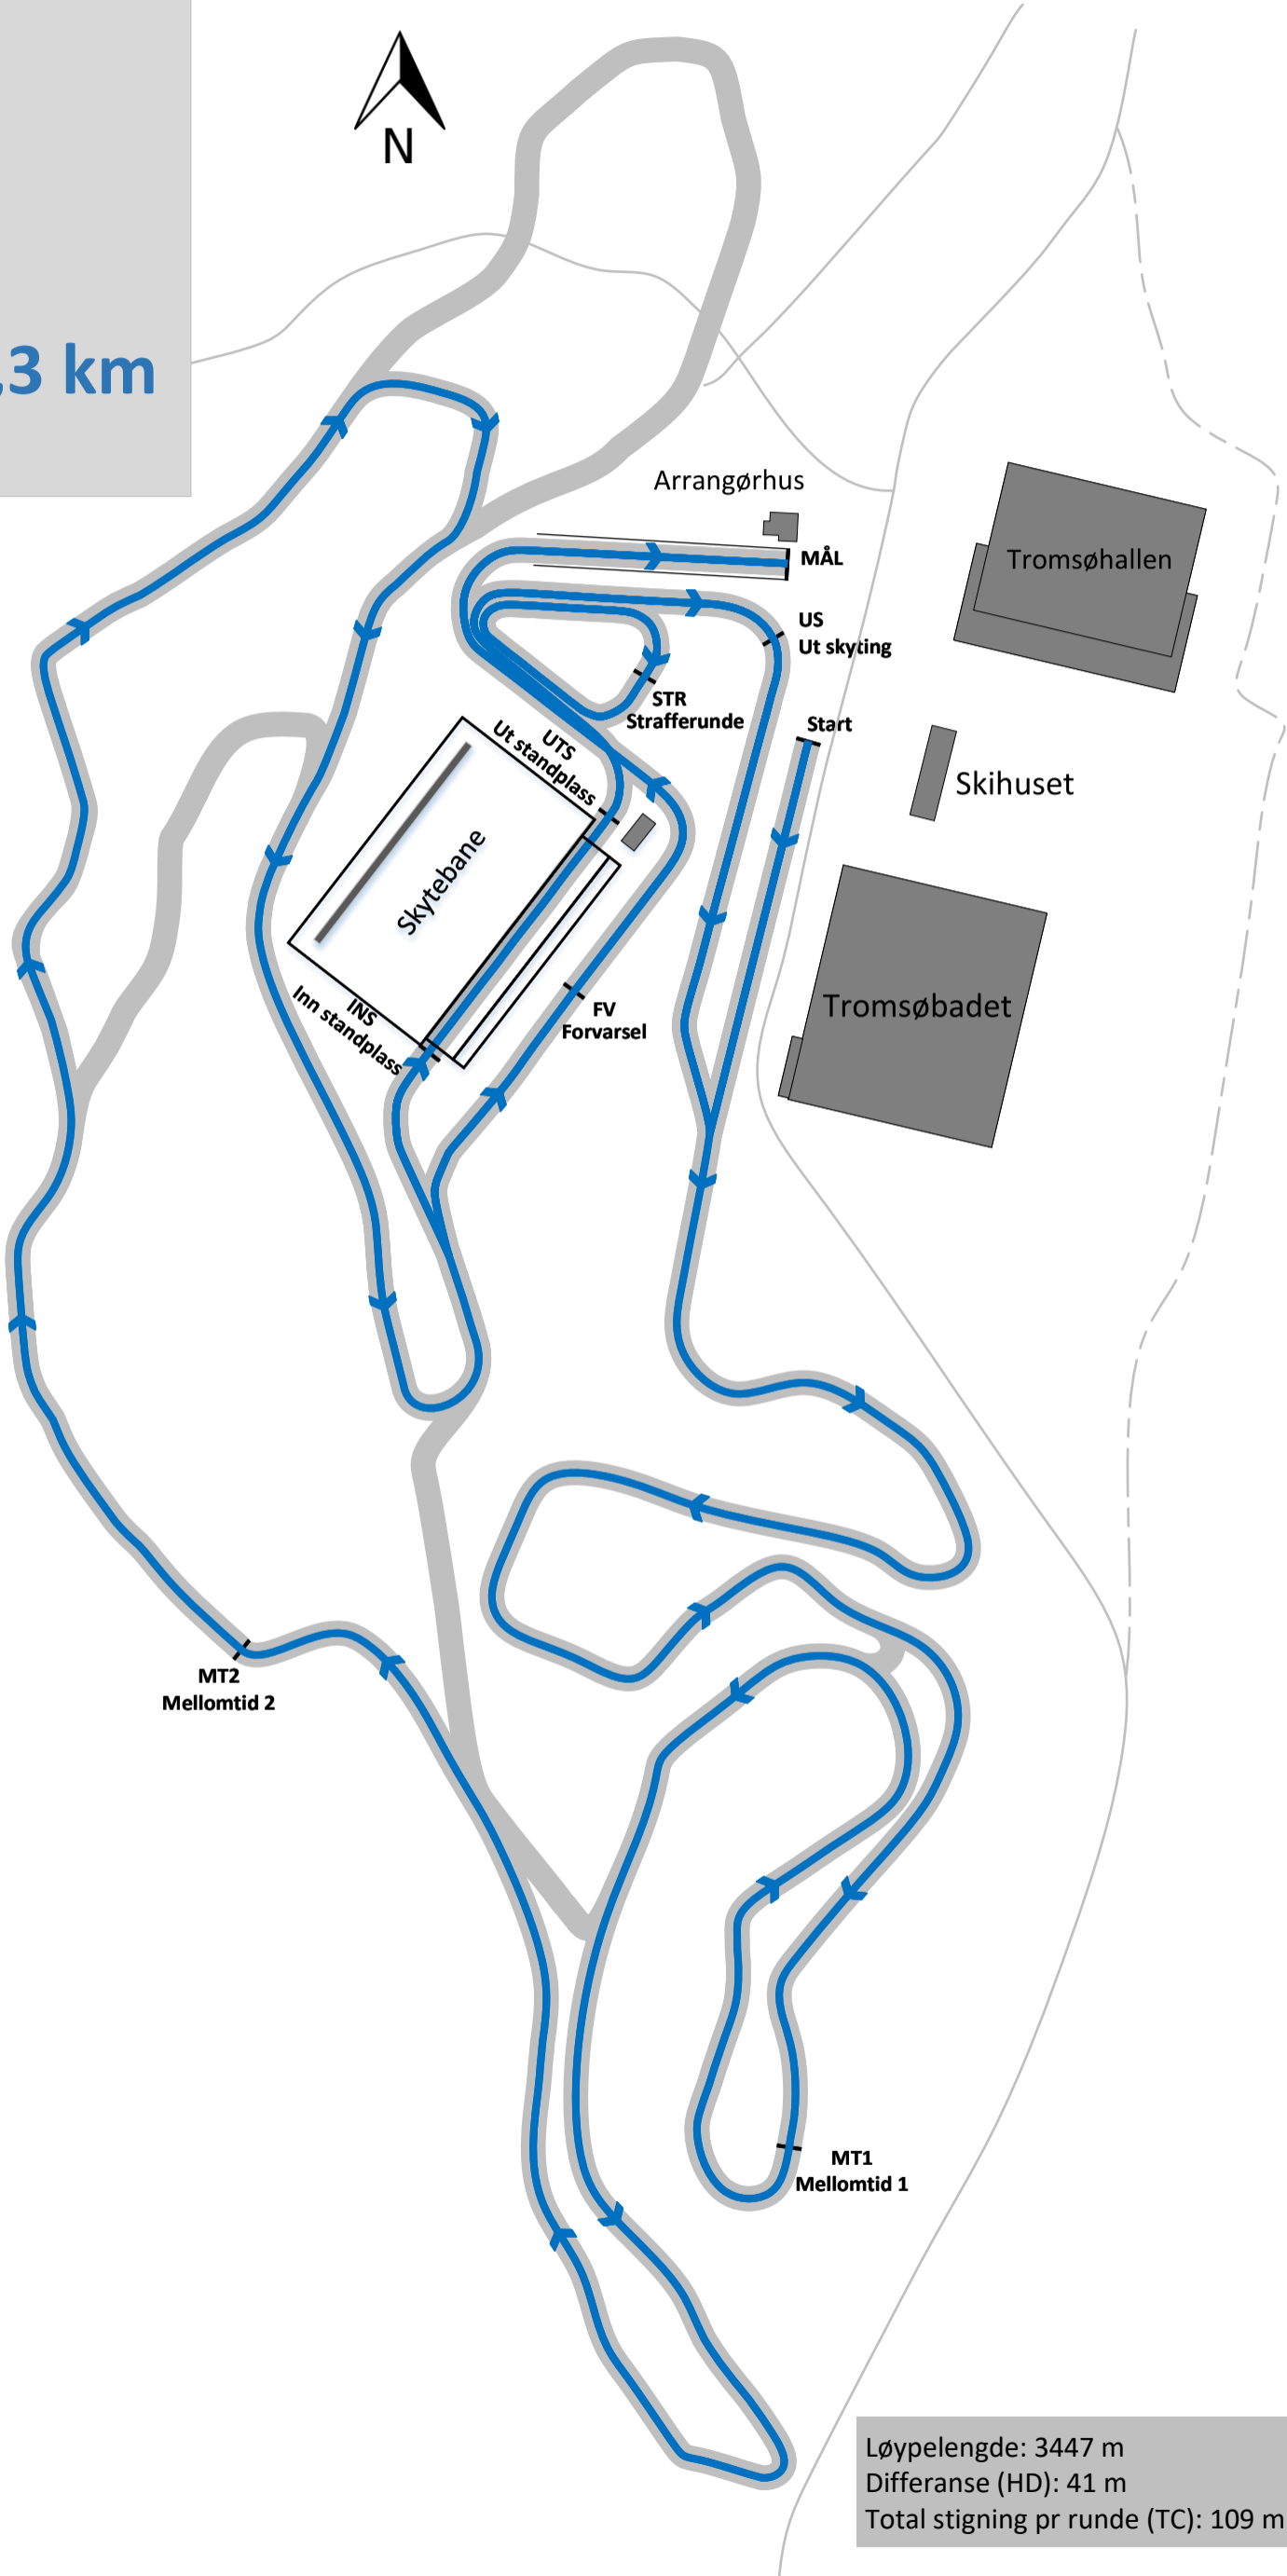 N
,3 km
Arrangørhus
MÅL
Tromsøhallen
US
Ut skyting
STR
Strafferunde
Start
UTS
Ut standplass
Skihuset
Skytebane
Tromsøbadet
INS
Inn standplass
FV
Forvarsel
MT2
Mellomtid 2
MT1
Mellomtid 1
Løypelengde: 3447 m
Differanse (HD): 41 m
Total stigning pr runde (TC): 109 m